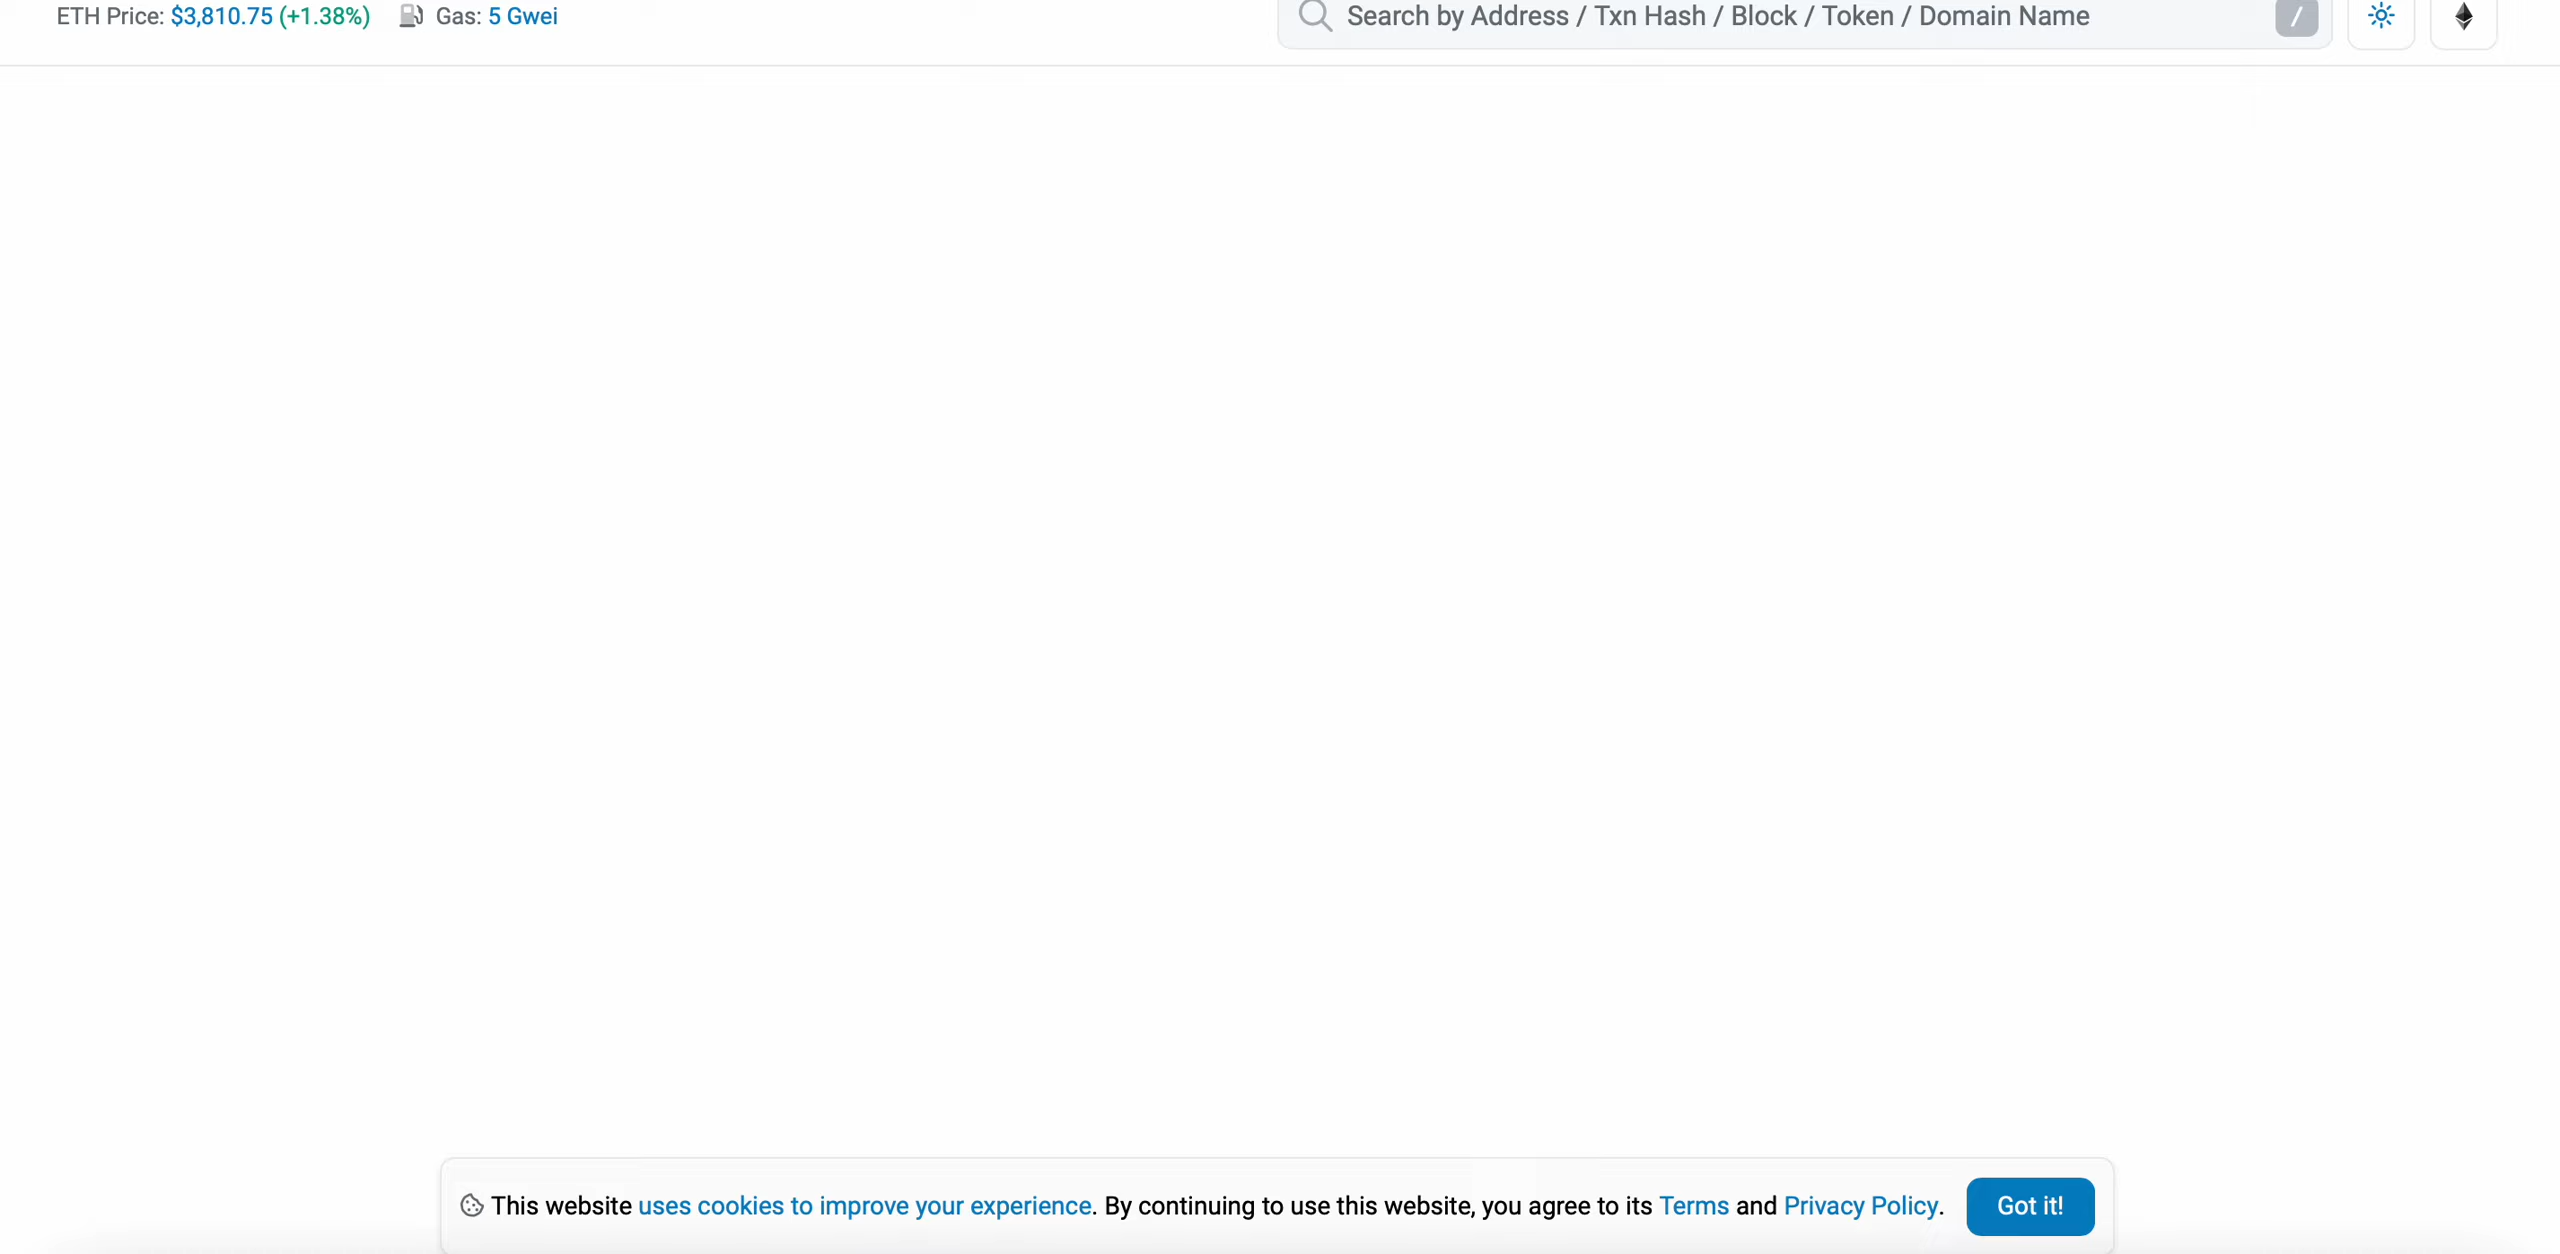 ETH Price: $3,810.75 (+1.38%) Gas: 5 Gwei
Search by Address / Txn Hash / Block / Token / Domain Name /
This website uses cookies to improve your experience. By continuing to use this website, you agree to its Terms and Privacy Policy. Got it!